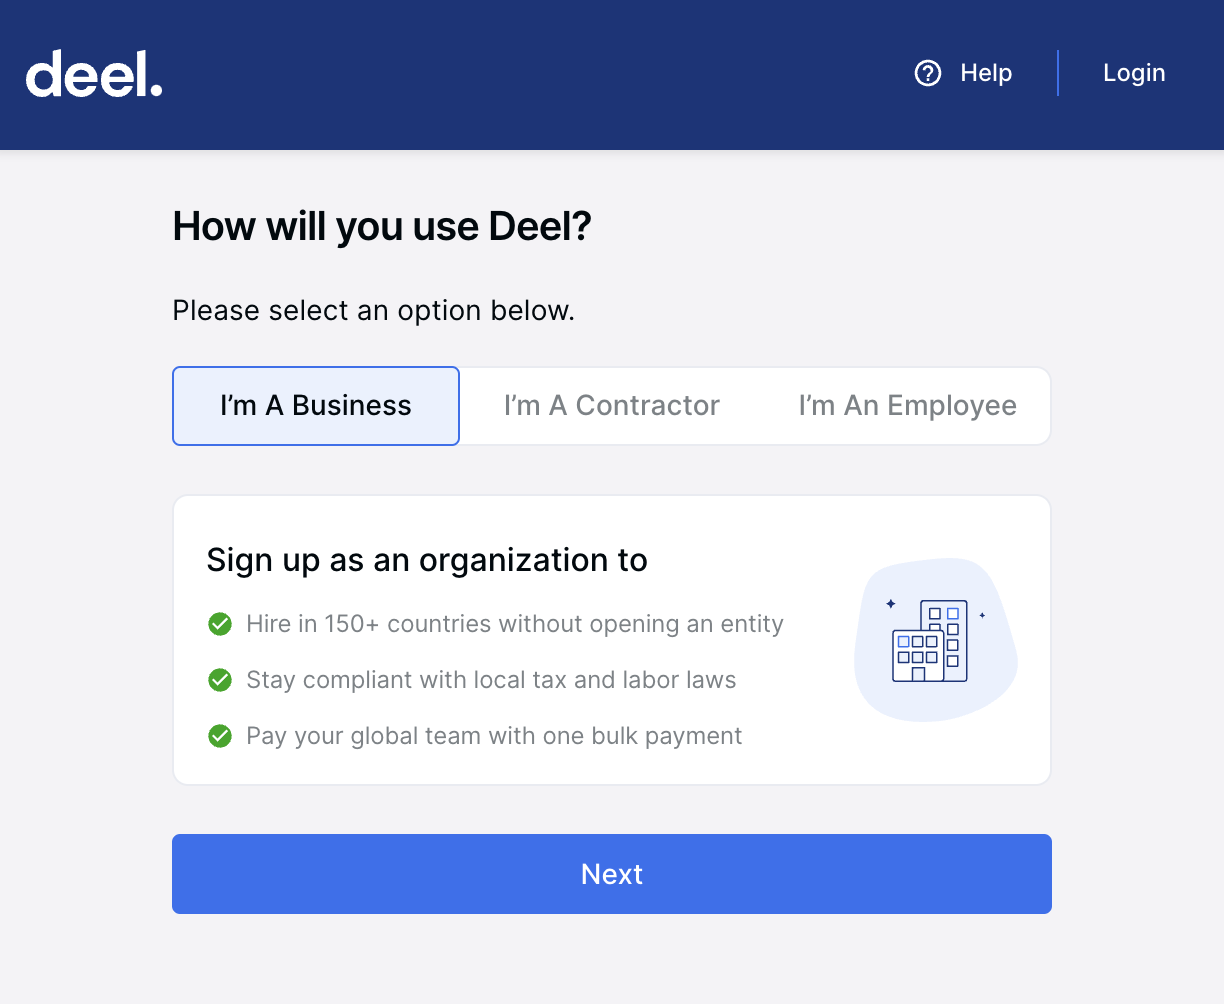 deel.
Help
Login
How will you use Deel?
Please select an option below.
I’m A Business
I’m A Contractor
I’m An Employee
Sign up as an organization to
Hire in 150+ countries without opening an entity
Stay compliant with local tax and labor laws
Pay your global team with one bulk payment
Next